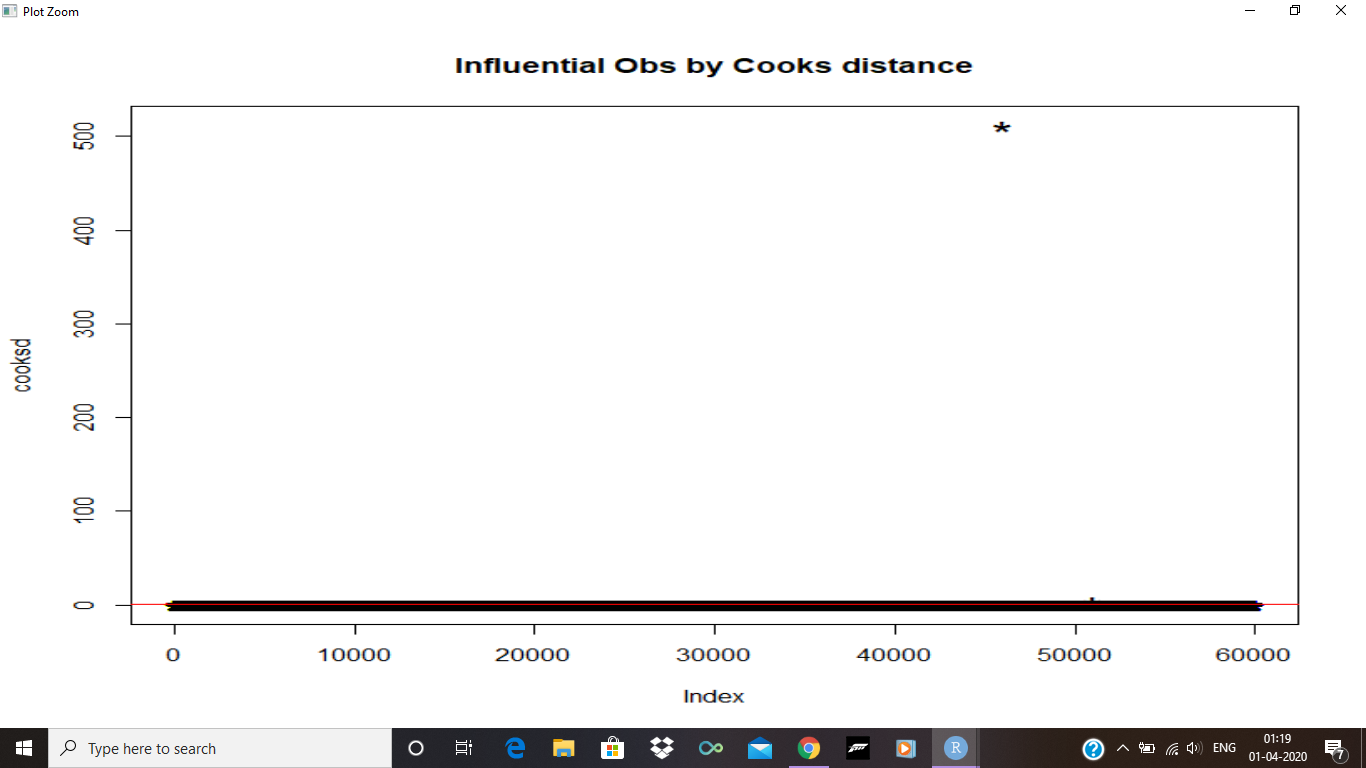 Plot Zoom
Influential Obs by Cooks distance
500
400
300
200
100
0
cooksd
*
0 10000 20000 30000 40000 50000 60000
Index
Type here to search
R
ENG
01:19
01-04-2020
7